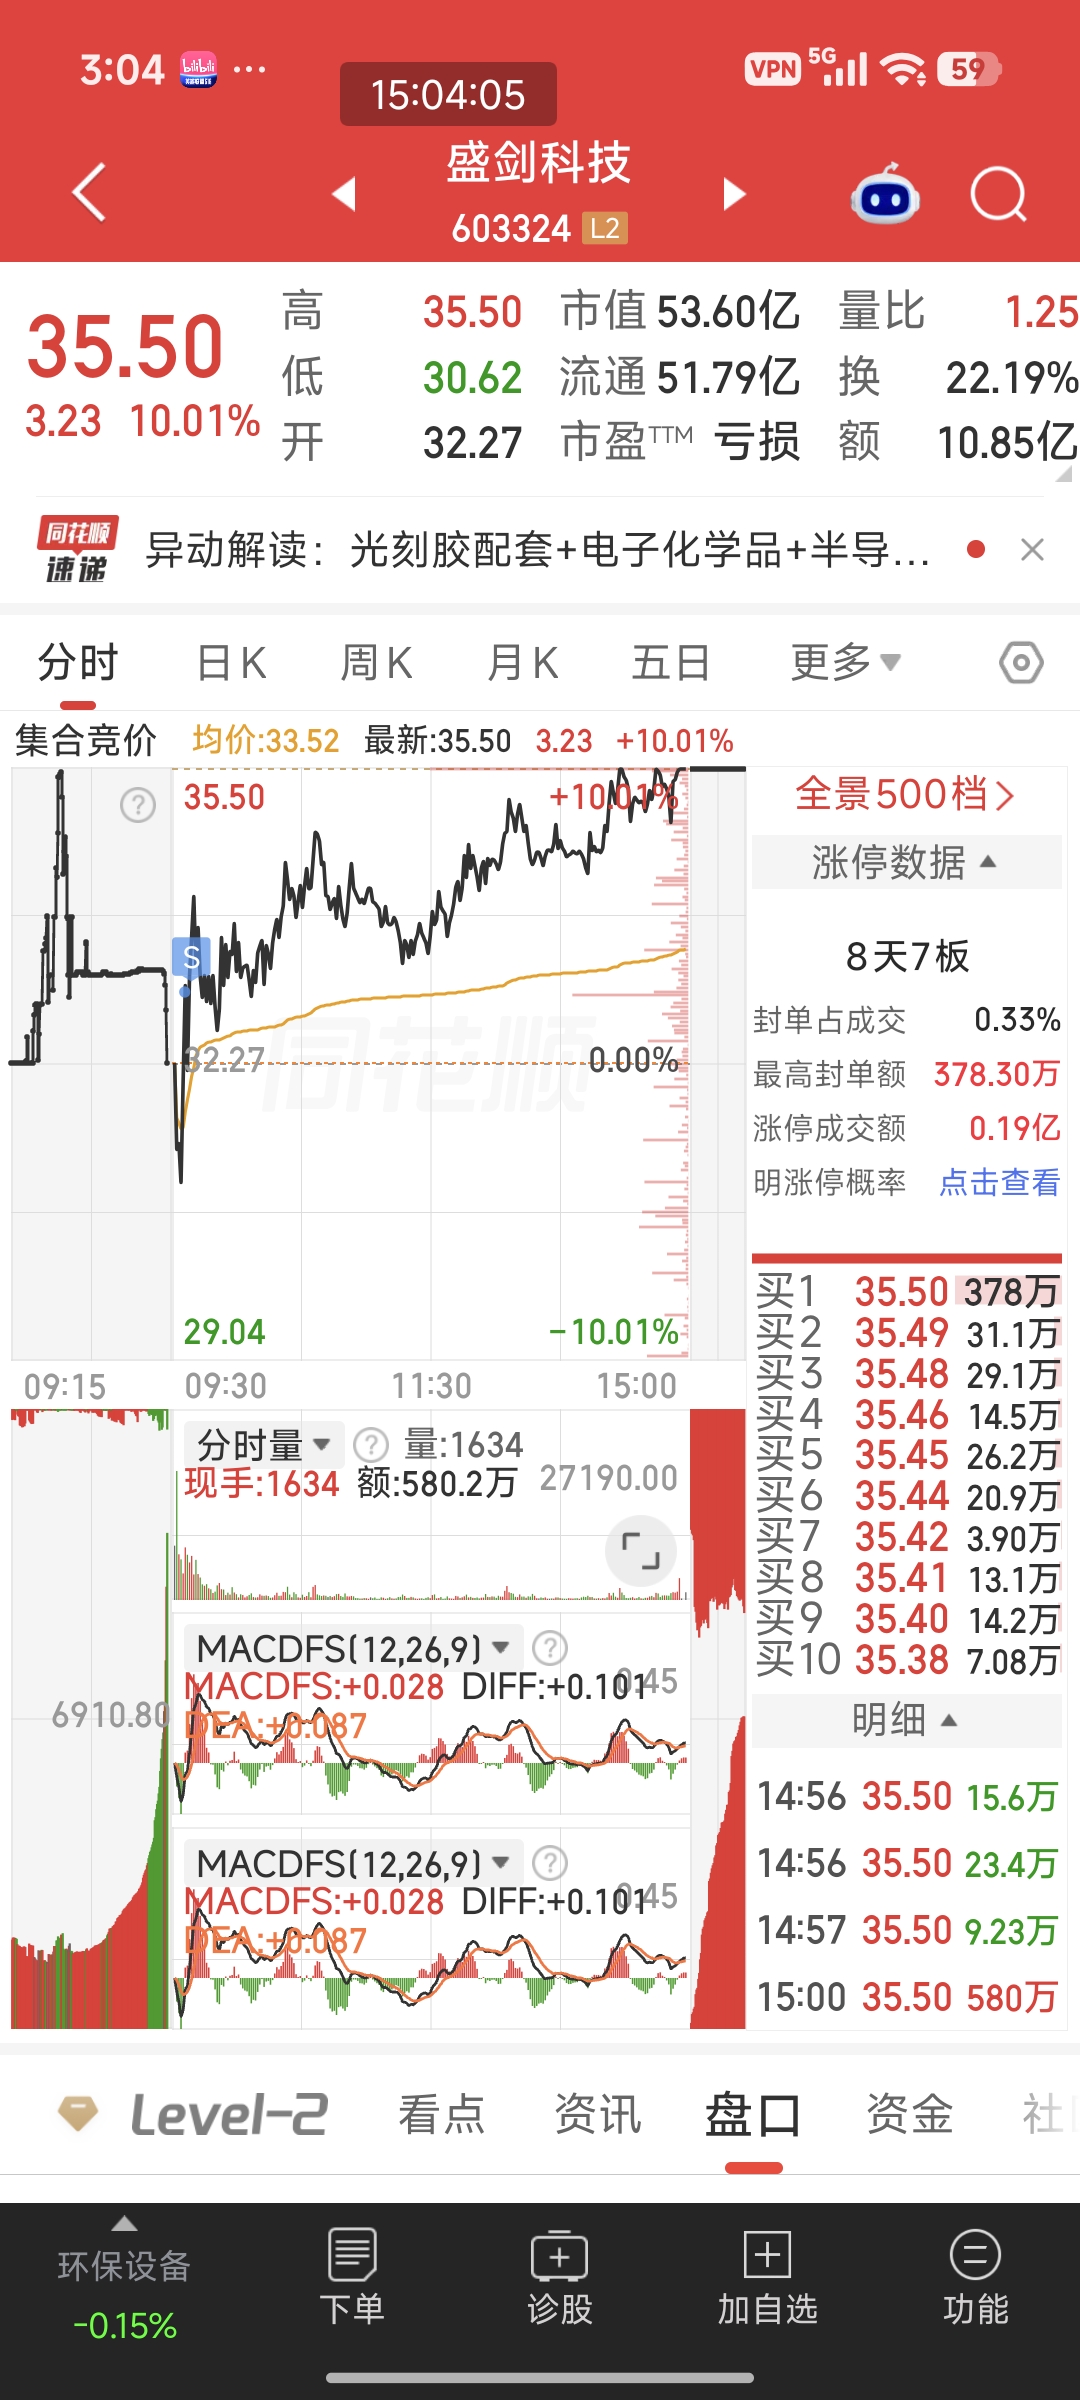 3:04 bilibili ... VPN 5G 59
15:04:05
盛剑科技
603324 L2
35.50
3.23 10.01%
高 35.50 市值 53.60亿 量比 1.25
低 30.62 流通 51.79亿 换 22.19%
开 32.27 市盈TTM 亏损 额 10.85亿
同花顺
速递
异动解读：光刻胶配套+电子化学品+半导...
分时 日K 周K 月K 五日 更多
集合竞价 均价:33.52 最新:35.50 3.23 +10.01%
35.50 +10.01%
S
32.27 0.00%
同花顺
29.04 -10.01%
09:15 09:30 11:30 15:00
分时量 ? 量:1634
现手:1634 额:580.2万 27190.00
6910.80
MACDFS(12,26,9) ?
MACDFS:+0.028 DIFF:+0.101 0.45
DEA:+0.087
MACDFS(12,26,9) ?
MACDFS:+0.028 DIFF:+0.101 0.45
DEA:+0.087
全景500档
涨停数据
8天7板
封单占成交 0.33%
最高封单额 378.30万
涨停成交额 0.19亿
明涨停概率 点击查看
买1 35.50 378万
买2 35.49 31.1万
买3 35.48 29.1万
买4 35.46 14.5万
买5 35.45 26.2万
买6 35.44 20.9万
买7 35.42 3.90万
买8 35.41 13.1万
买9 35.40 14.2万
买10 35.38 7.08万
明细
14:56 35.50 15.6万
14:56 35.50 23.4万
14:57 35.50 9.23万
15:00 35.50 580万
Level-2 看点 资讯 盘口 资金 社
环保设备
-0.15%
下单 诊股 加自选 功能